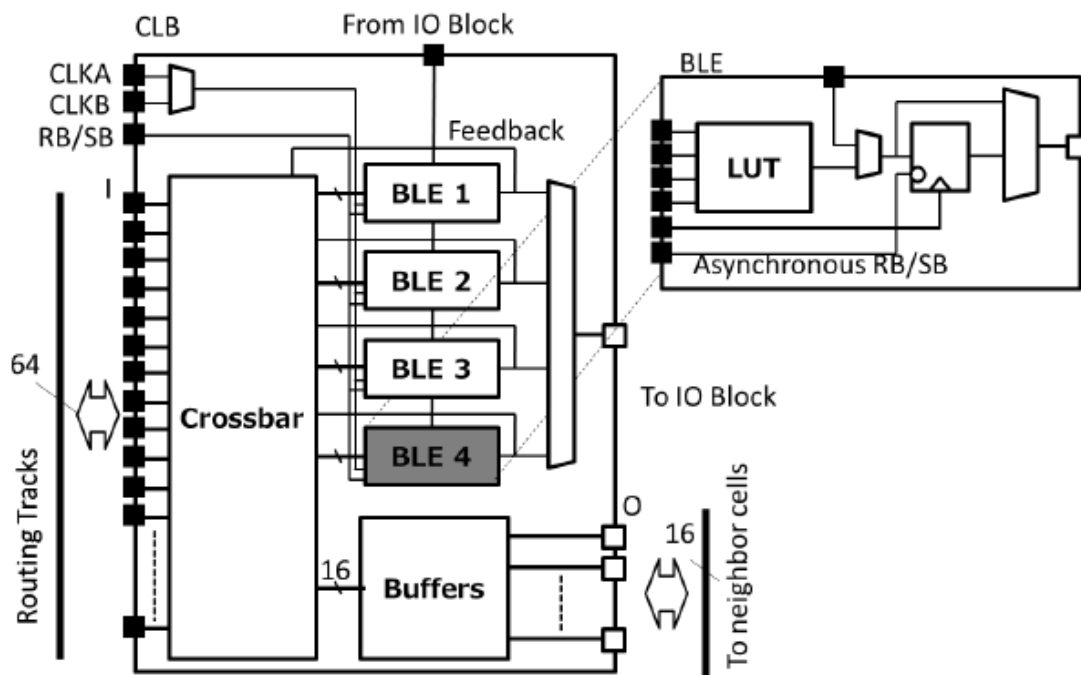 CLB
From IO Block
CLKA
CLKB
RB/SB
Feedback
I
BLE 1
BLE 2
BLE 3
BLE 4
Crossbar
64
Routing Tracks
16
Buffers
To IO Block
O
16
To neighbor cells
BLE
LUT
Asynchronous RB/SB